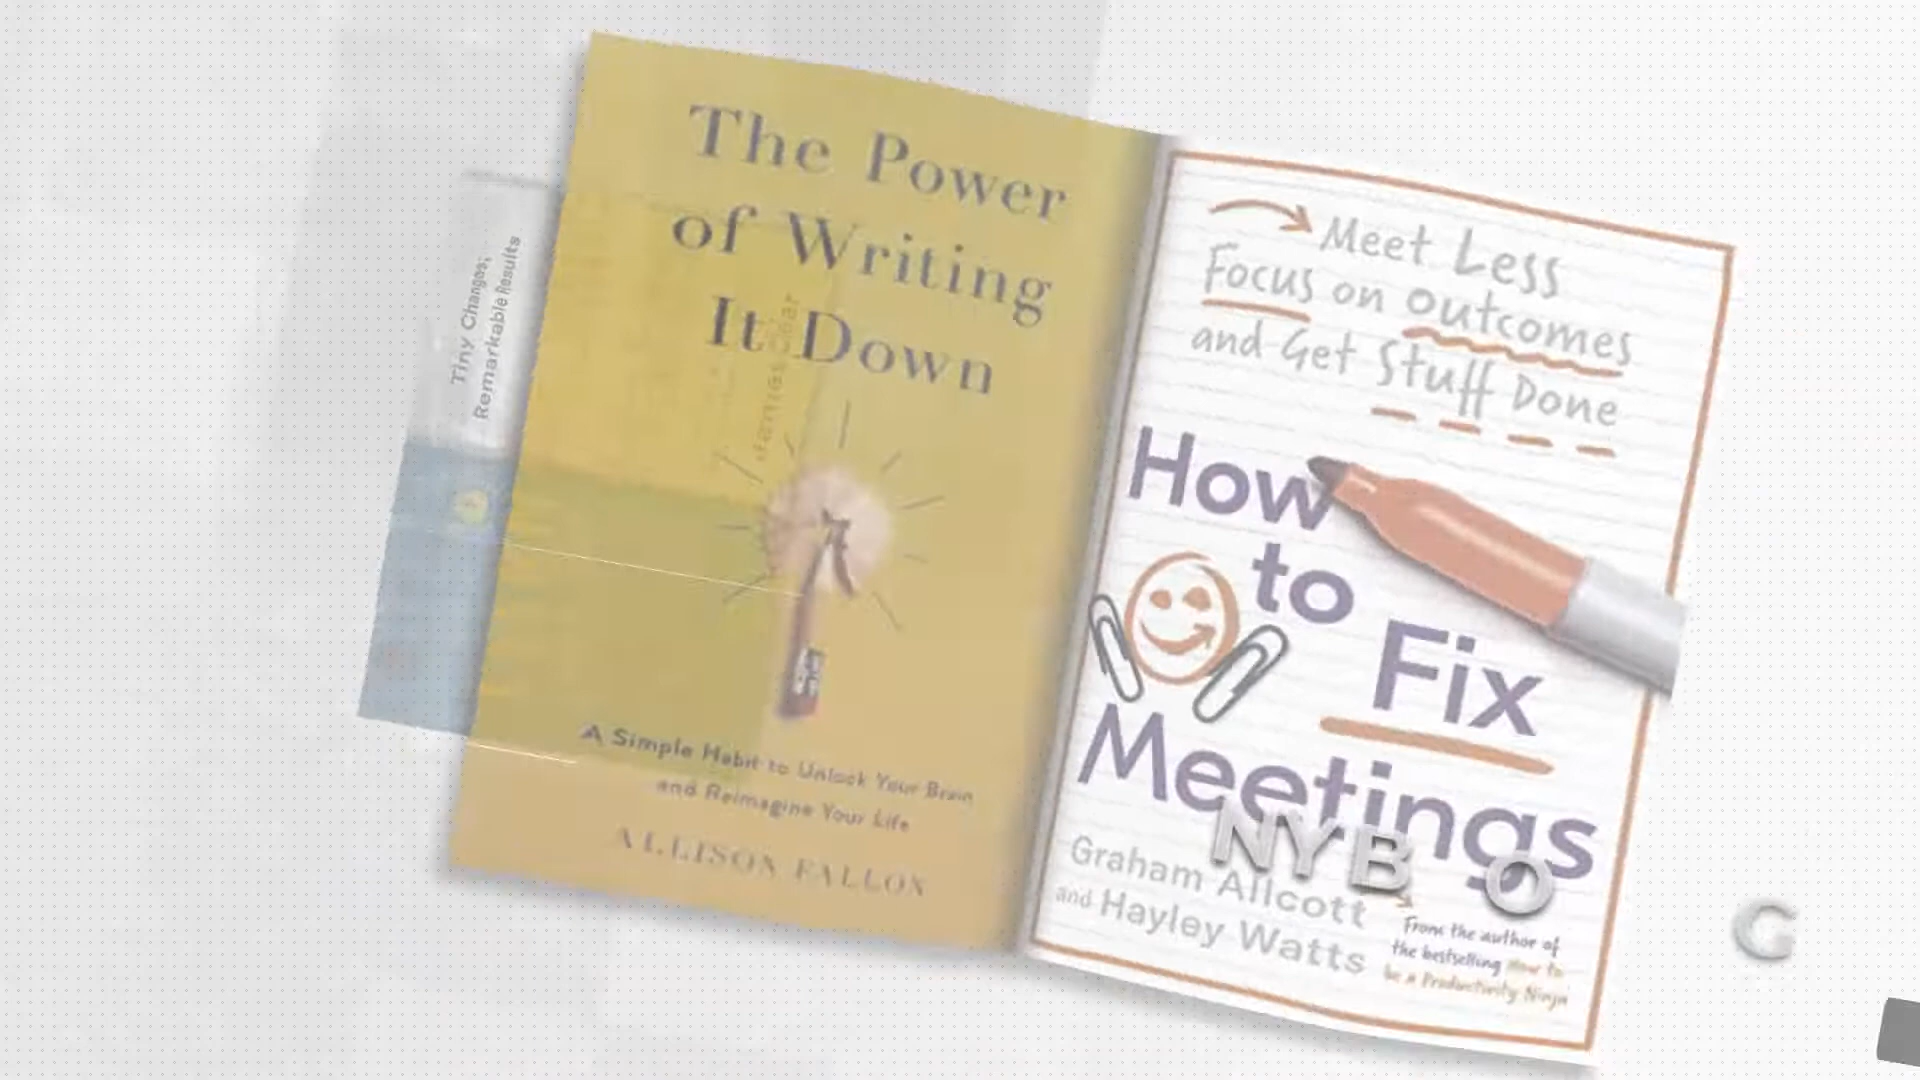 Tiny Changes,
Remarkable Results
The Power
of Writing
It Down
James Clear
A Simple Habit to Unlock Your Brain
and Reimagine Your Life
ALLISON FALLON
Meet Less
Focus on Outcomes
and Get Stuff Done
How
to
Fix
Meetings
NYB O
G
Graham Allcott
and Hayley Watts
From the author of
the bestselling How to
be a Productivity Ninja